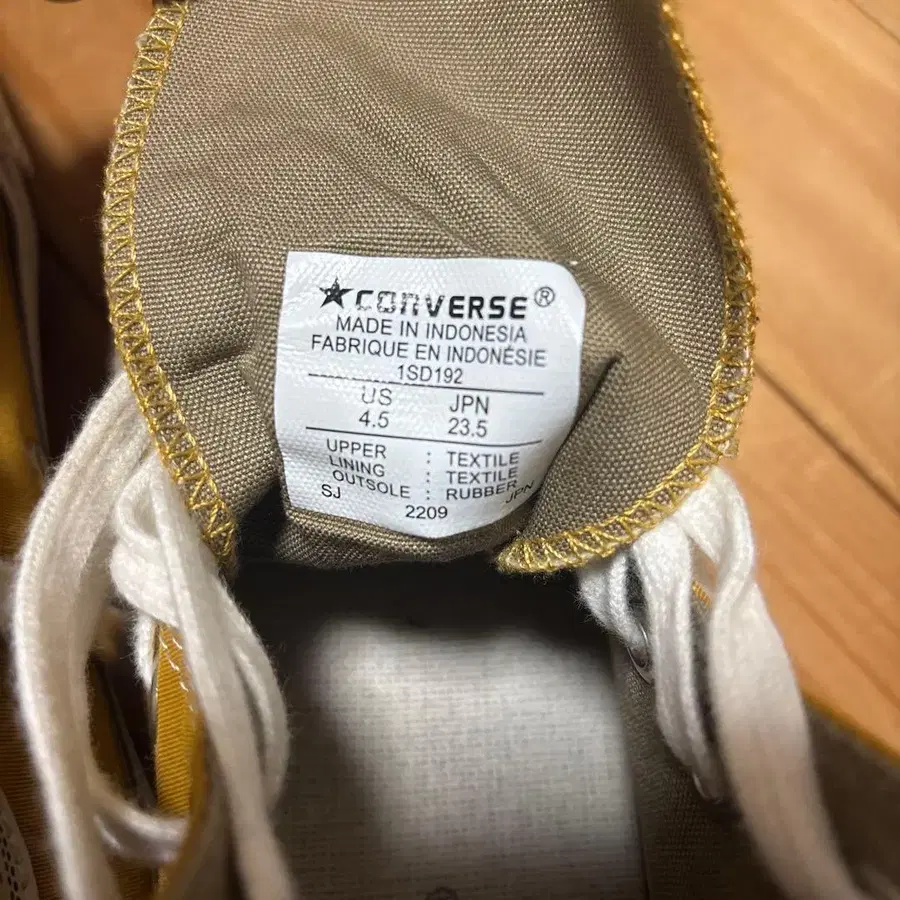 ★CONVERSE®
MADE IN INDONESIA
FABRIQUE EN INDONÉSIE
1SD192
US JPN
4.5 23.5
UPPER : TEXTILE
LINING : TEXTILE
OUTSOLE : RUBBER
SJ JPN
2209